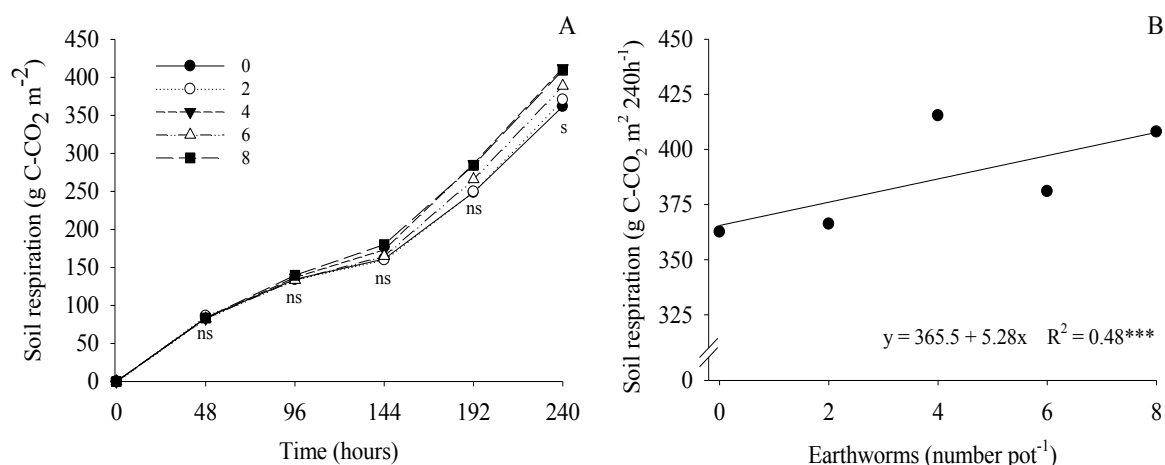 A
Soil respiration (g C-CO₂ m⁻²)
450
400
350
300
250
200
150
100
50
0
0
2
4
6
8
ns
ns
ns
ns
s
0 48 96 144 192 240
Time (hours)
B
Soil respiration (g C-CO₂ m² 240h⁻¹)
450
425
400
375
350
325
0
y = 365.5 + 5.28x R² = 0.48***
0 2 4 6 8
Earthworms (number pot⁻¹)